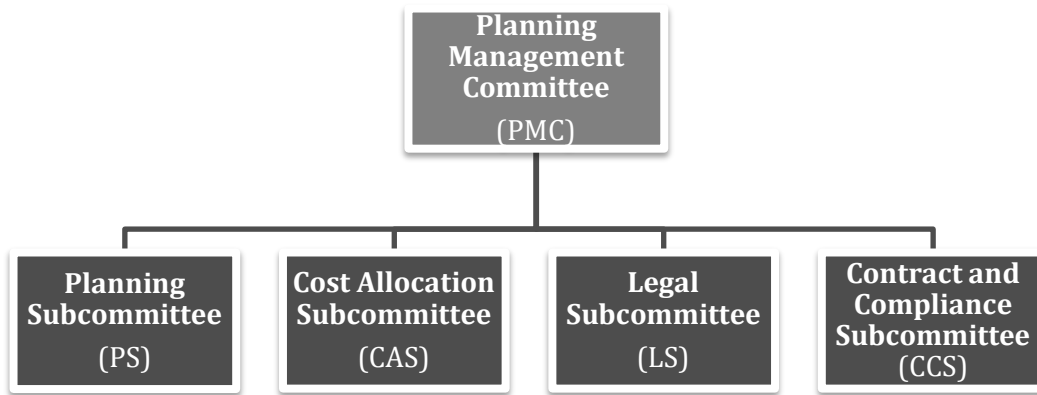 Planning
Management
Committee
(PMC)
Planning
Subcommittee
(PS)
Cost Allocation
Subcommittee
(CAS)
Legal
Subcommittee
(LS)
Contract and
Compliance
Subcommittee
(CCS)